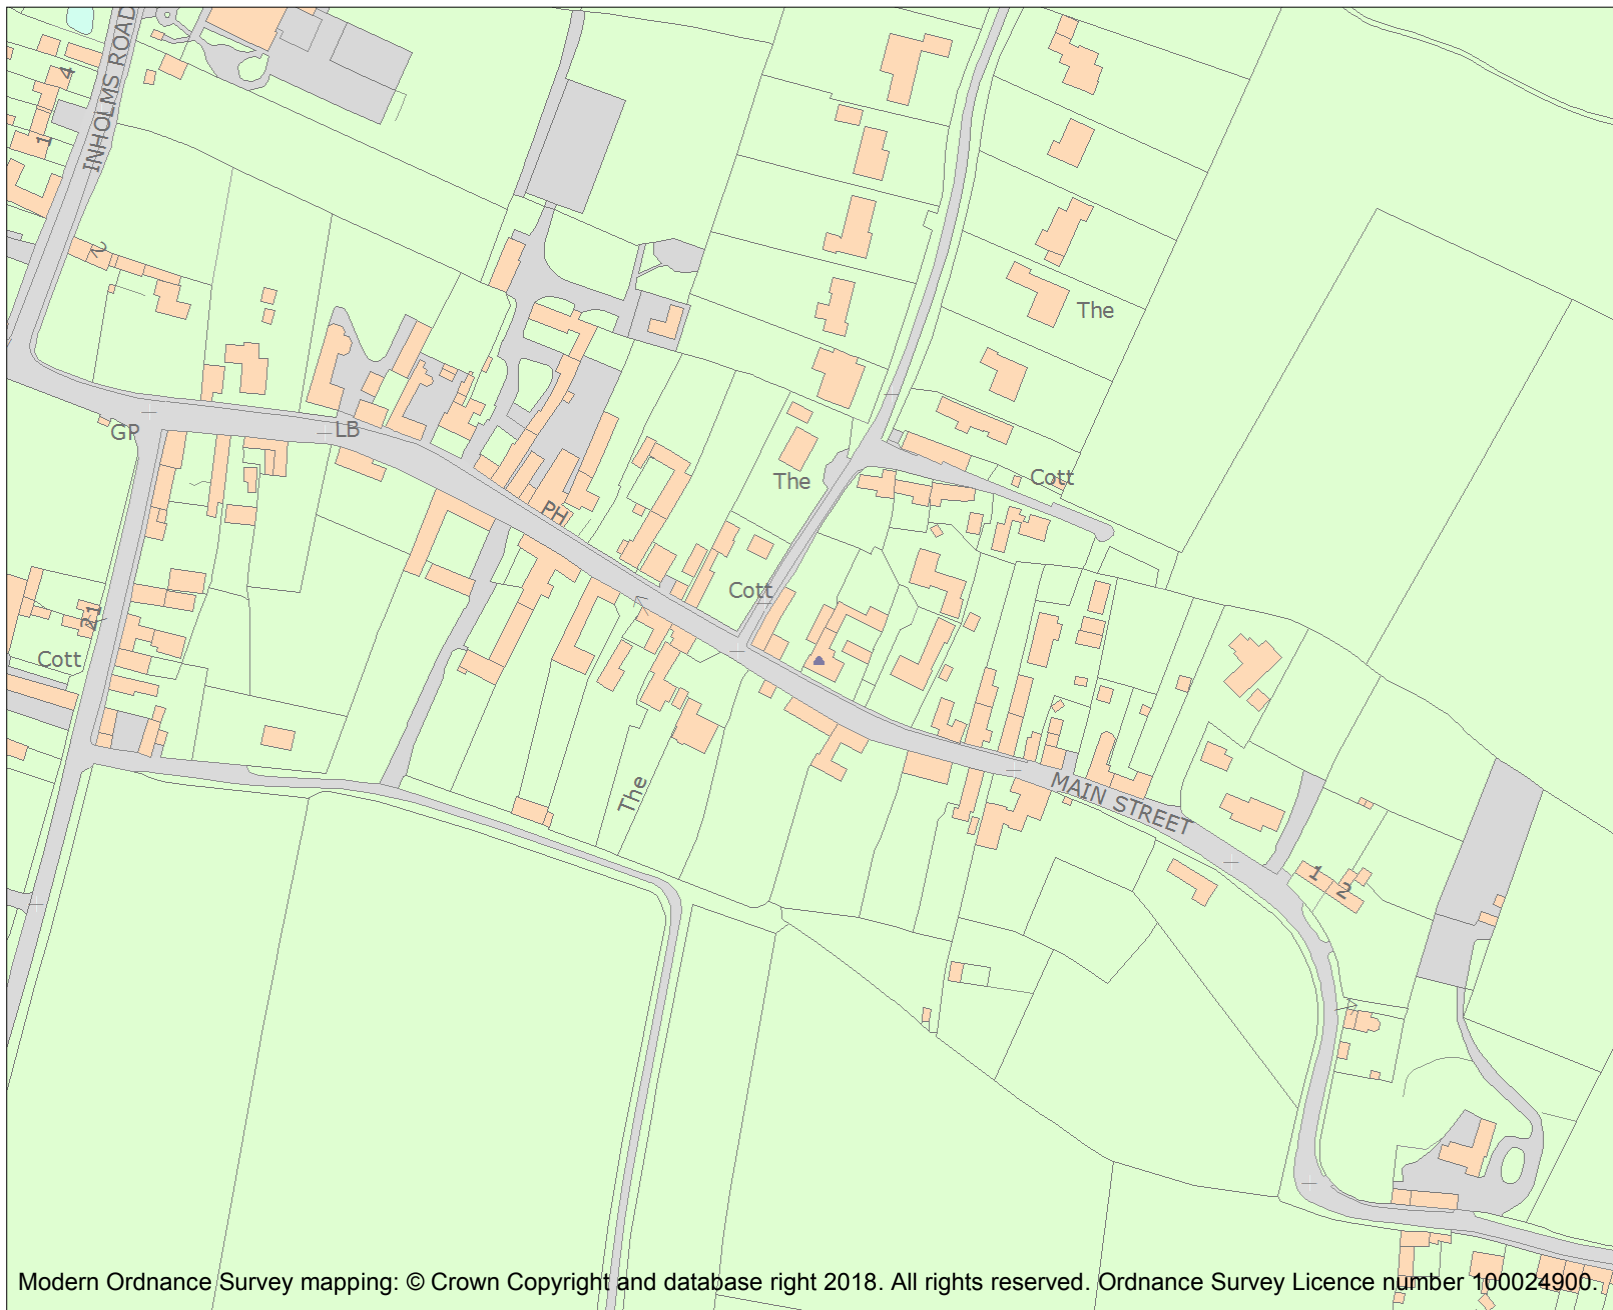 INHOLMS ROAD
4
1
2
The
GP
LB
The
Cott
PH
Cott
21
Cott
The
MAIN STREET
1
2
Modern Ordnance Survey mapping: © Crown Copyright and database right 2018. All rights reserved. Ordnance Survey Licence number 100024900.